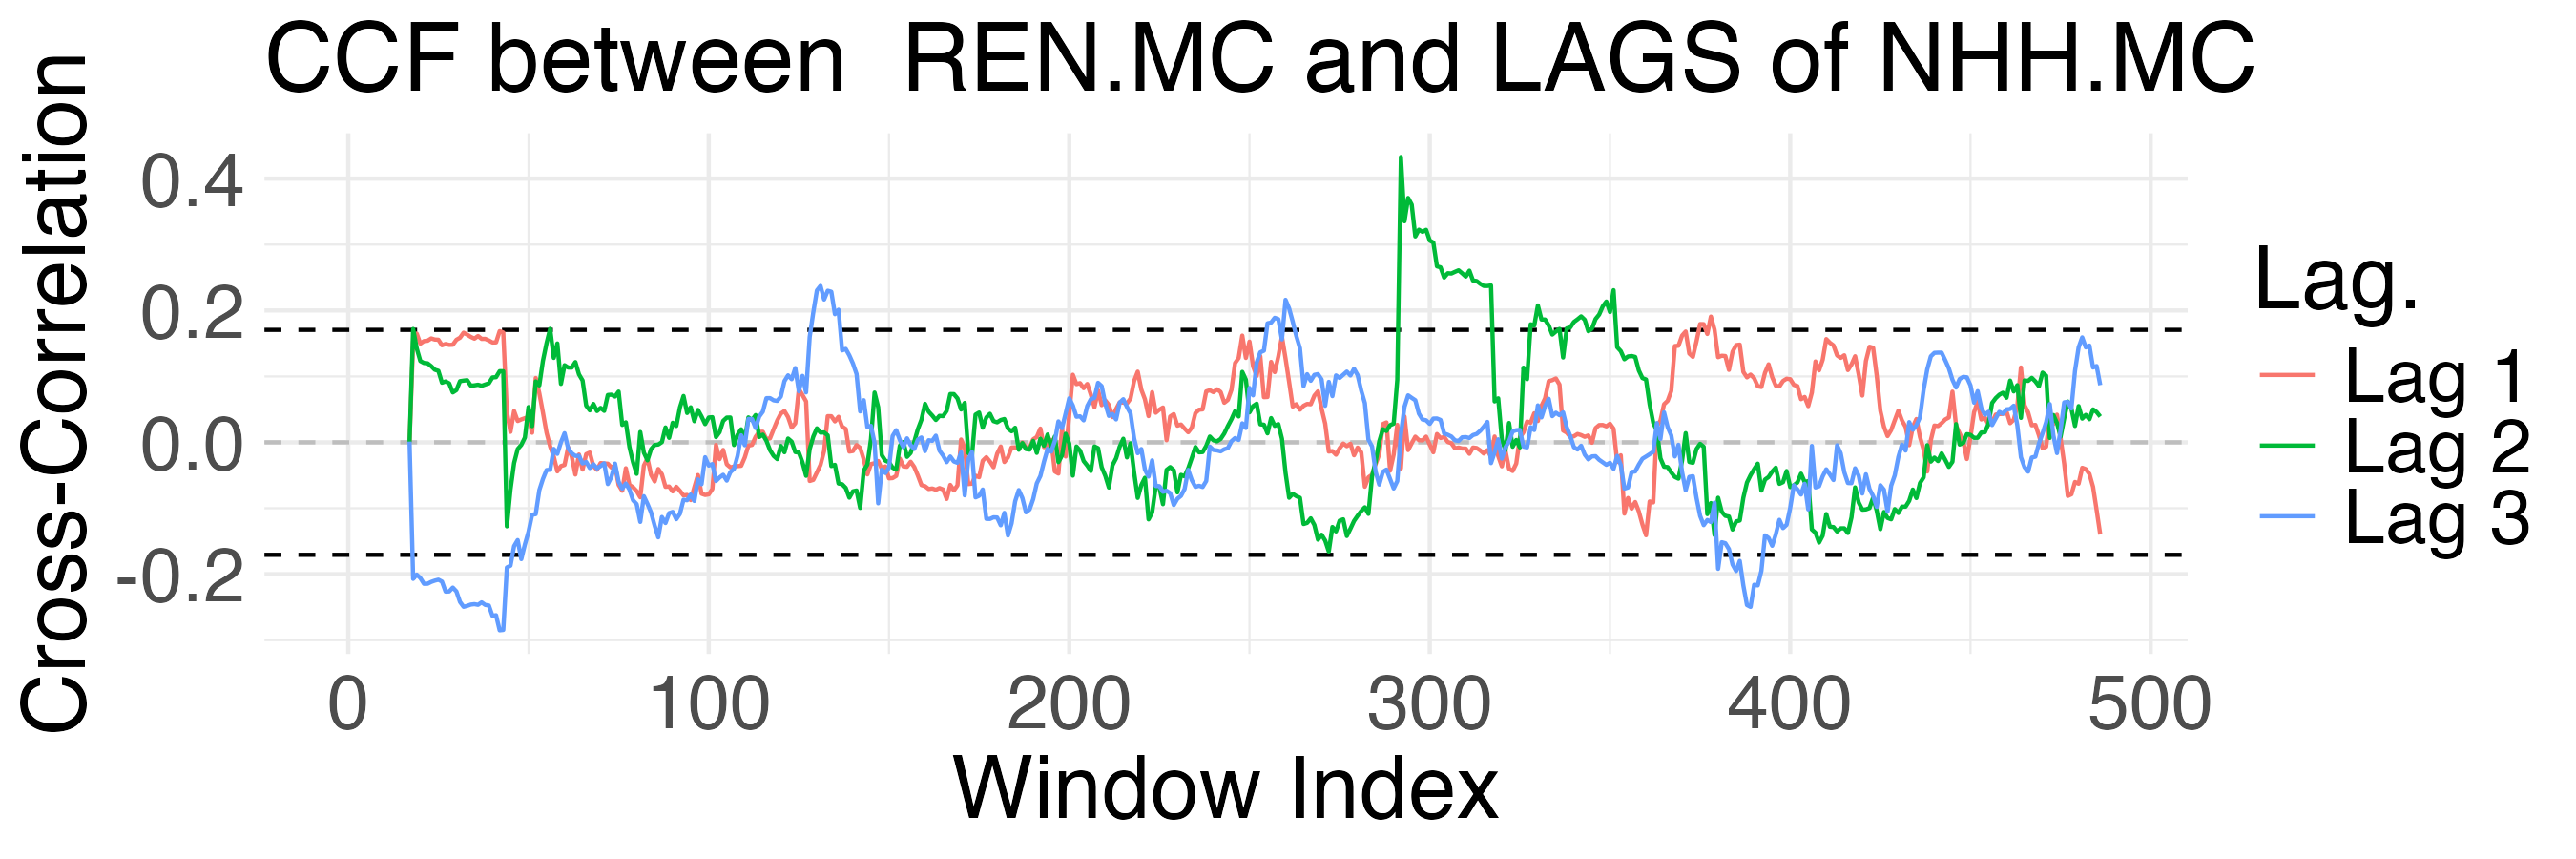 CCF between  REN.MC and LAGS of NHH.MC
Cross-Correlation
0.4
0.2
0.0
-0.2
0 100 200 300 400 500
Window Index
Lag.
Lag 1
Lag 2
Lag 3